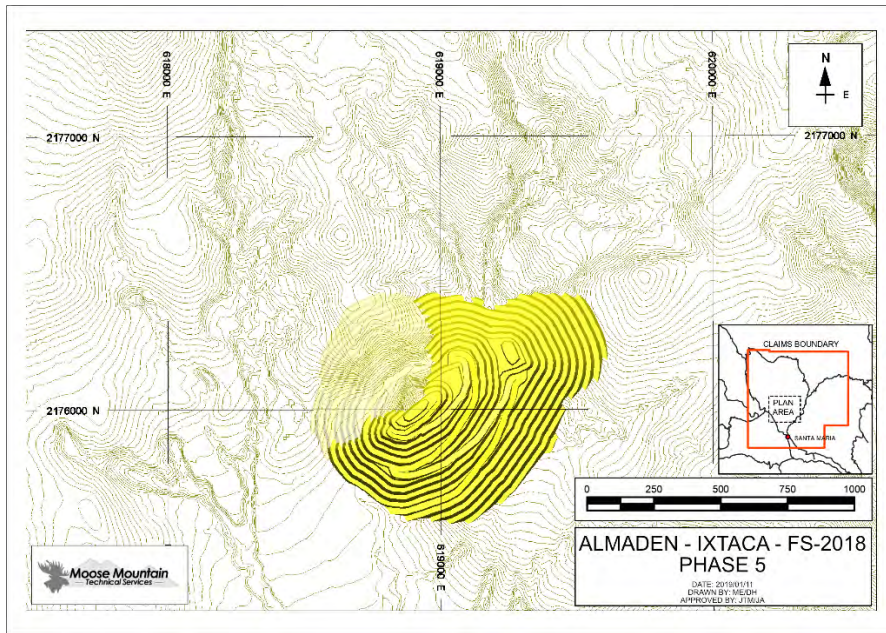 618000 E
619000 E
620000 E
N
E
2177000 N
2177000 N
CLAIMS BOUNDARY
PLAN
AREA
SANTA MARIA
2176000 N
0 250 500 750 1000
ALMADEN - IXTACA - FS-2018
PHASE 5
DATE: 2019/01/11
DRAWN BY: ME/DH
APPROVED BY: JTM/JA
619000 E
Moose Mountain
Technical Services